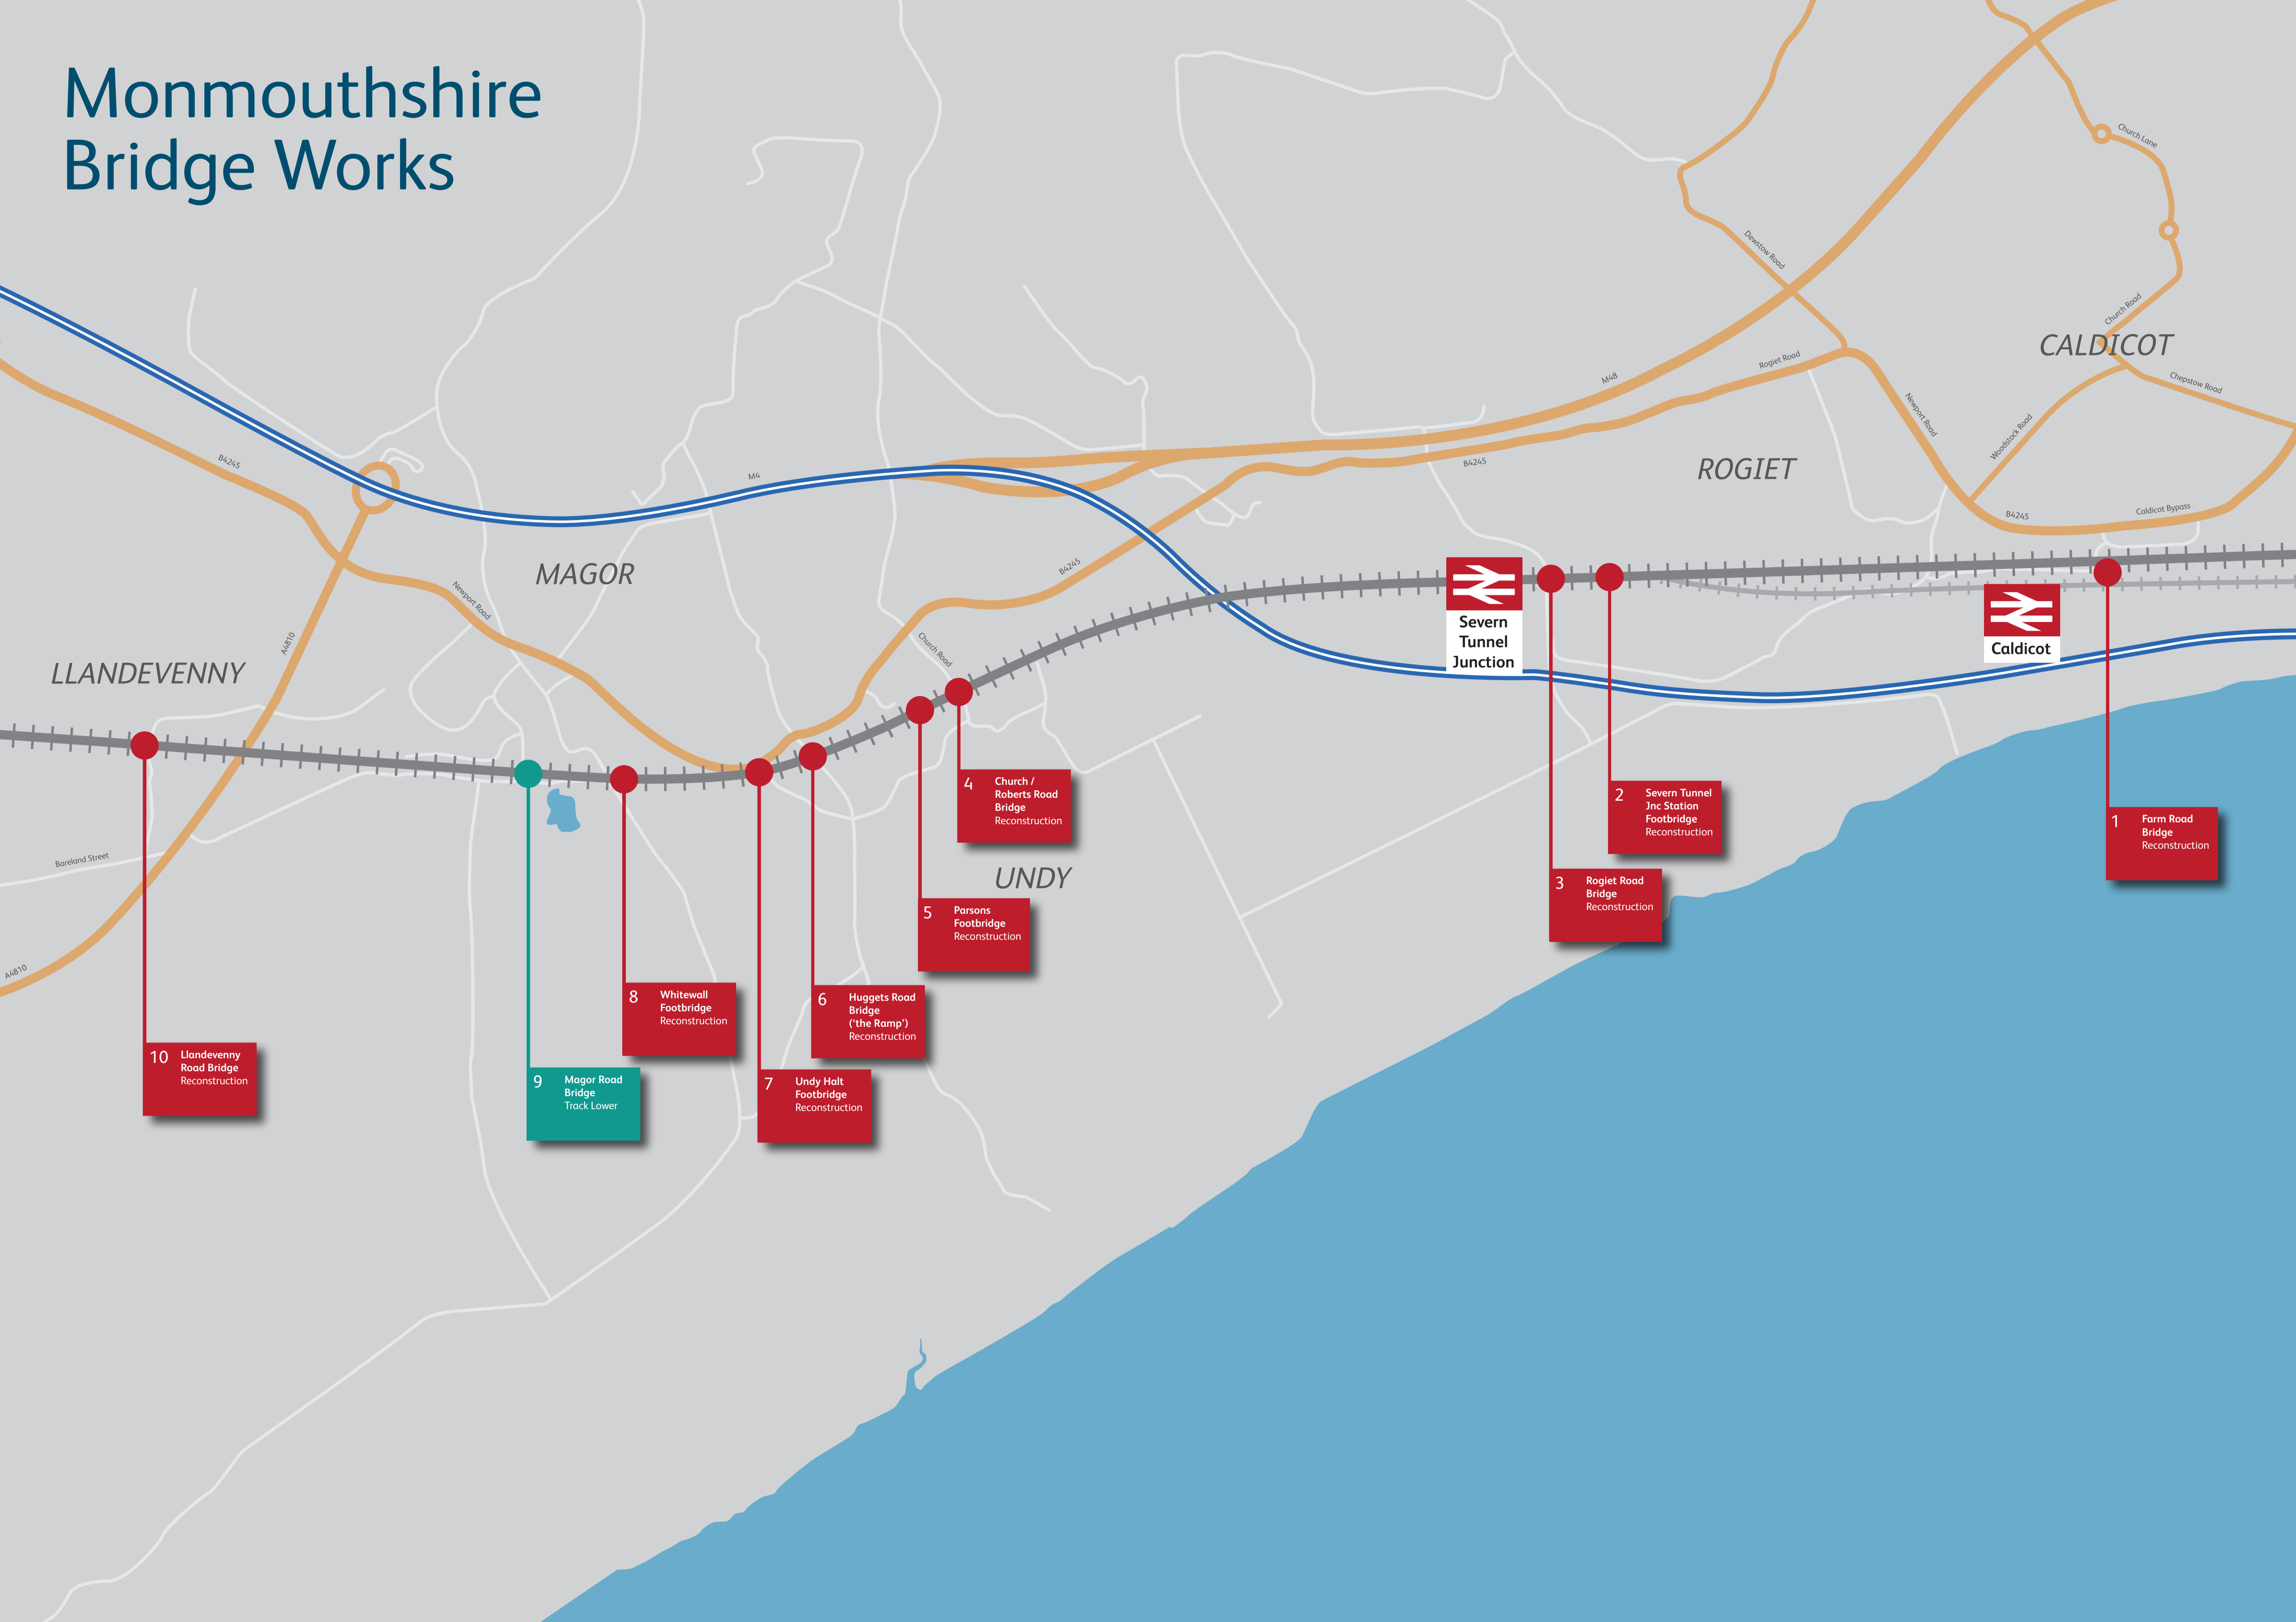 Monmouthshire
Bridge Works
Church Lane
Dewstow Road
Church Road
CALDICOT
Rogiet Road
M48
Chepstow Road
Newport Road
Woodstock Road
B4245
M4
B4245
ROGIET
B4245
Caldicot Bypass
MAGOR
B4245
Newport Road
A4810
Church Road
LLANDEVENNY
Severn
Tunnel
Junction
Caldicot
Bareland Street
A4810
UNDY
4
Church /
Roberts Road
Bridge
Reconstruction
2
Severn Tunnel
Jnc Station
Footbridge
Reconstruction
1
Farm Road
Bridge
Reconstruction
3
Rogiet Road
Bridge
Reconstruction
5
Parsons
Footbridge
Reconstruction
8
Whitewall
Footbridge
Reconstruction
6
Huggets Road
Bridge
('the Ramp')
Reconstruction
10
Llandevenny
Road Bridge
Reconstruction
9
Magor Road
Bridge
Track Lower
7
Undy Halt
Footbridge
Reconstruction